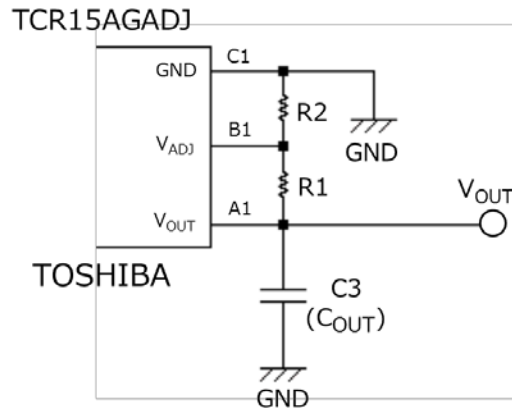 TCR15AGADJ
GND
C1
R2
GND
VADJ
B1
R1
VOUT
A1
VOUT
TOSHIBA
C3
(COUT)
GND